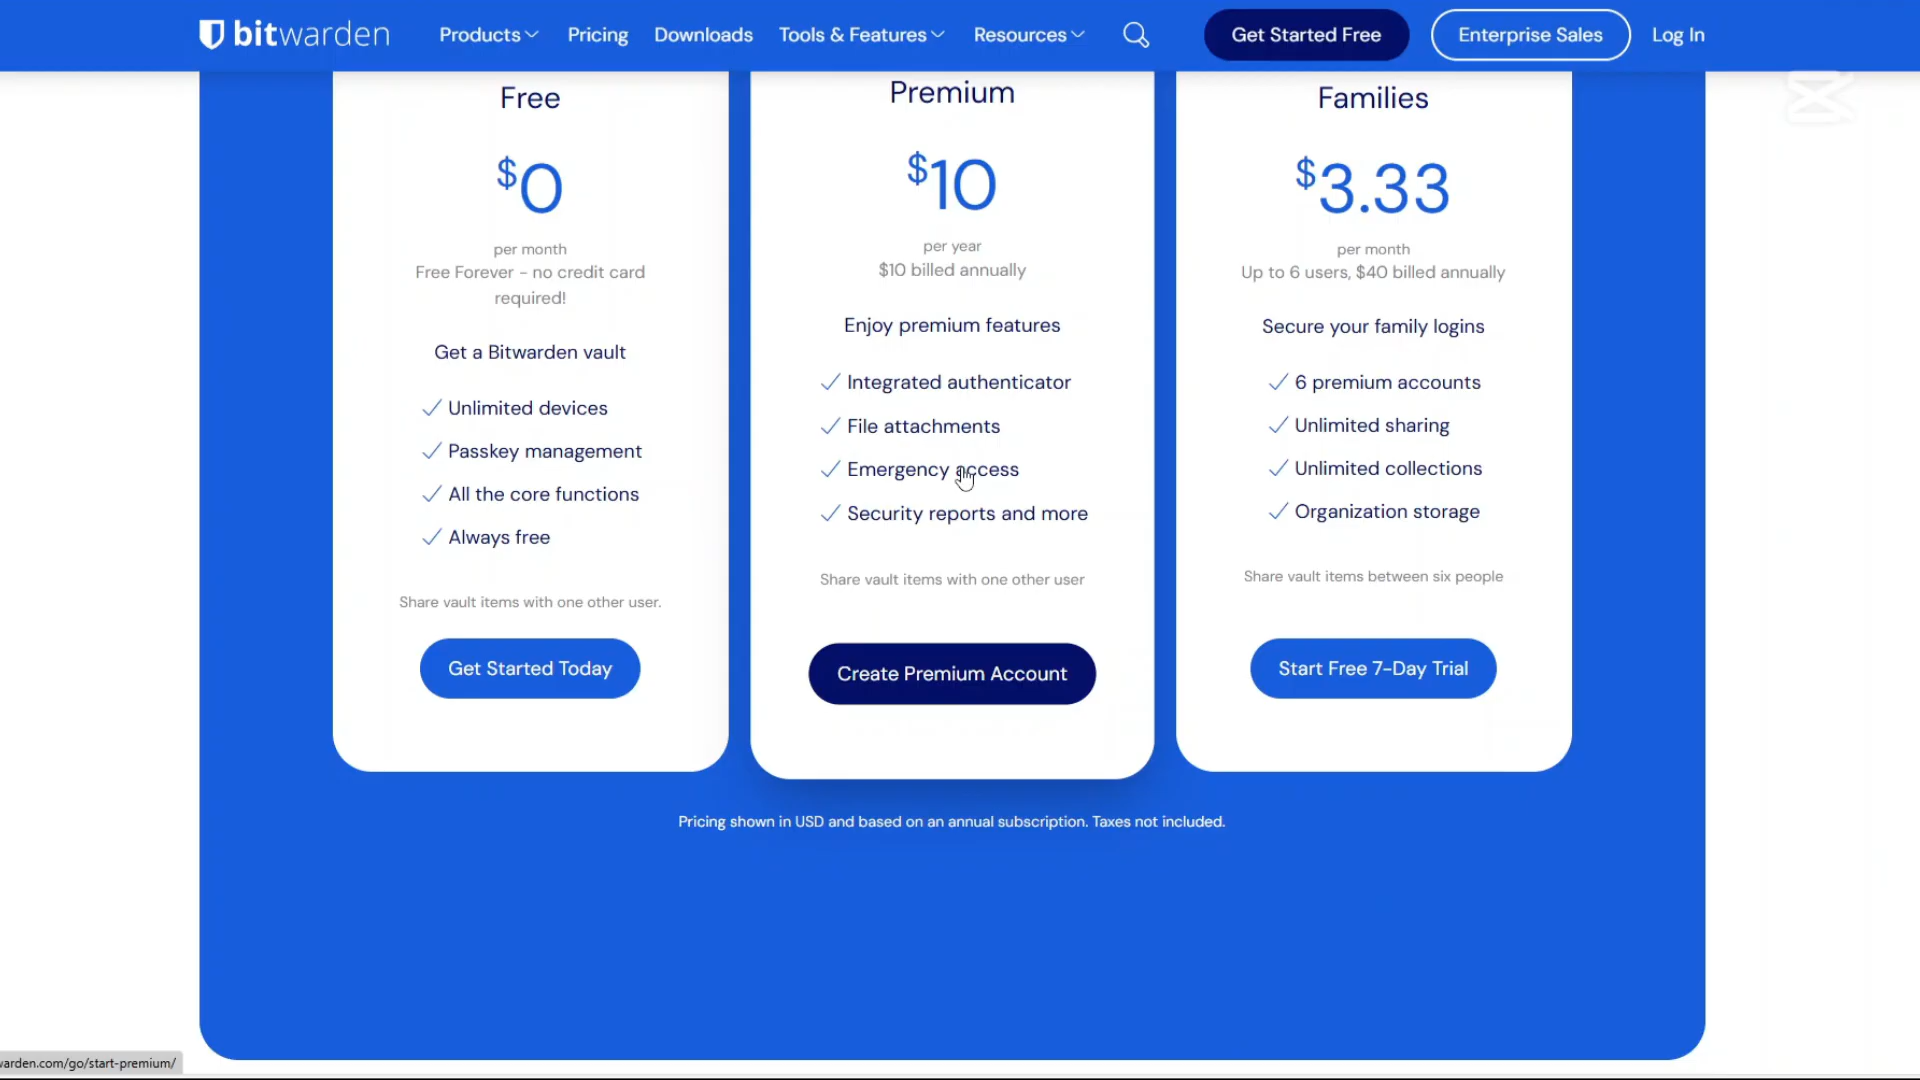 bitwarden
Products
Pricing
Downloads
Tools & Features
Resources
Get Started Free
Enterprise Sales
Log In
Free
$0
per month
Free Forever - no credit card
required!
Get a Bitwarden vault
Unlimited devices
Passkey management
All the core functions
Always free
Share vault items with one other user.
Get Started Today
Premium
$10
per year
$10 billed annually
Enjoy premium features
Integrated authenticator
File attachments
Emergency access
Security reports and more
Share vault items with one other user
Create Premium Account
Families
$3.33
per month
Up to 6 users, $40 billed annually
Secure your family logins
6 premium accounts
Unlimited sharing
Unlimited collections
Organization storage
Share vault items between six people
Start Free 7-Day Trial
Pricing shown in USD and based on an annual subscription. Taxes not included.
warden.com/go/start-premium/